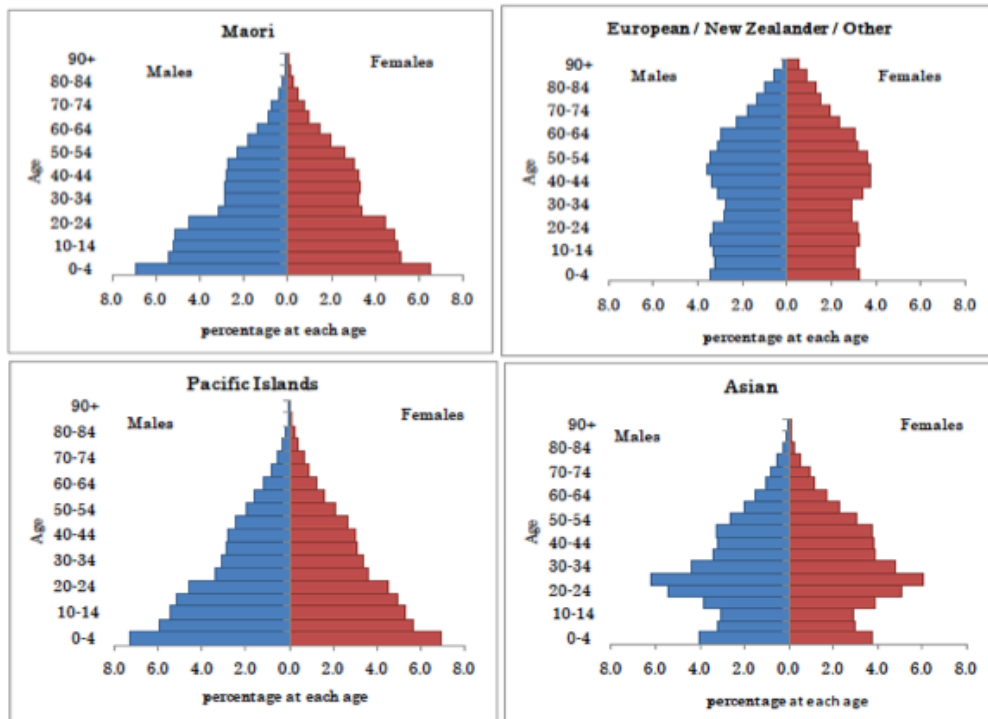 Maori
Males
Females
Age
90+
80-84
70-74
60-64
50-54
40-44
30-34
20-24
10-14
0-4
8.0 6.0 4.0 2.0 0.0 2.0 4.0 6.0 8.0
percentage at each age
European / New Zealander / Other
Males
Females
Age
90+
80-84
70-74
60-64
50-54
40-44
30-34
20-24
10-14
0-4
8.0 6.0 4.0 2.0 0.0 2.0 4.0 6.0 8.0
percentage at each age
Pacific Islands
Males
Females
Age
90+
80-84
70-74
60-64
50-54
40-44
30-34
20-24
10-14
0-4
8.0 6.0 4.0 2.0 0.0 2.0 4.0 6.0 8.0
percentage at each age
Asian
Males
Females
Age
90+
80-84
70-74
60-64
50-54
40-44
30-34
20-24
10-14
0-4
8.0 6.0 4.0 2.0 0.0 2.0 4.0 6.0 8.0
percentage at each age